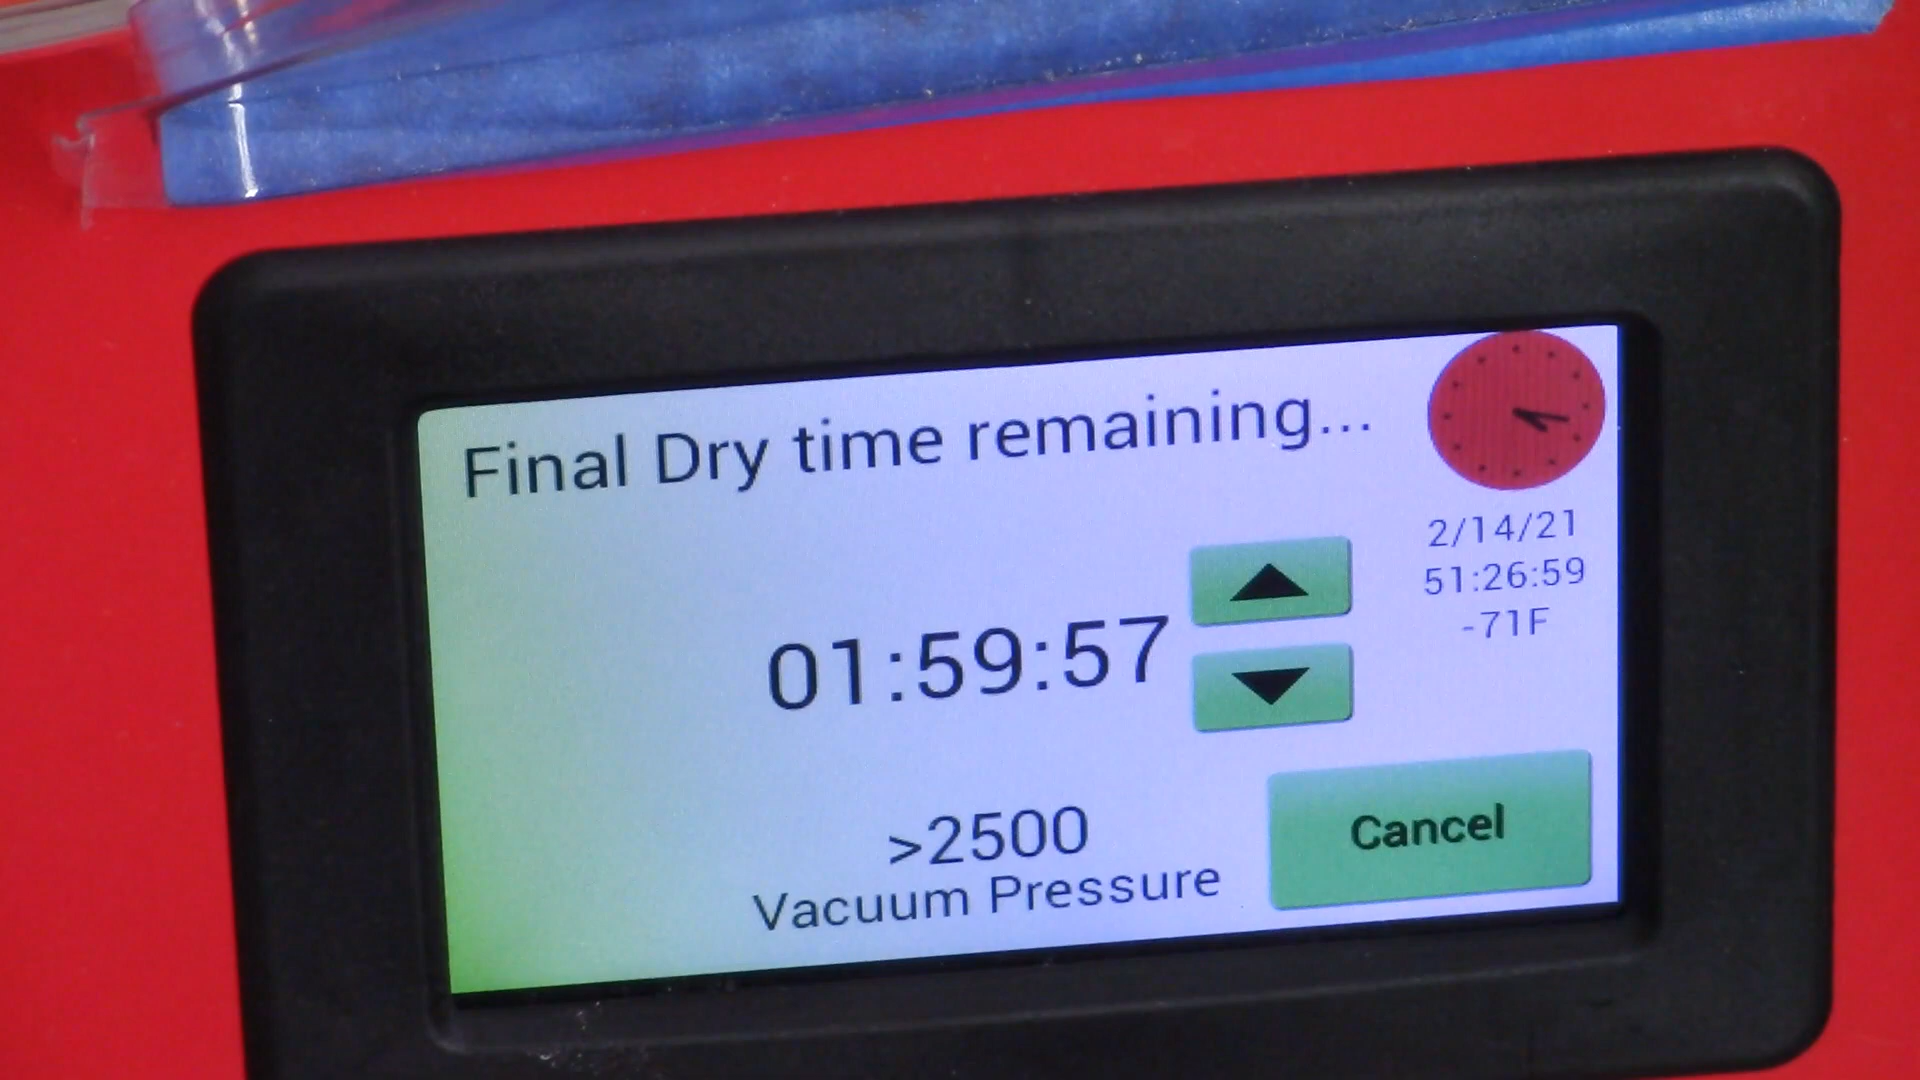 Final Dry time remaining...
2/14/21
51:26:59
-71F
01:59:57
>2500
Vacuum Pressure
Cancel